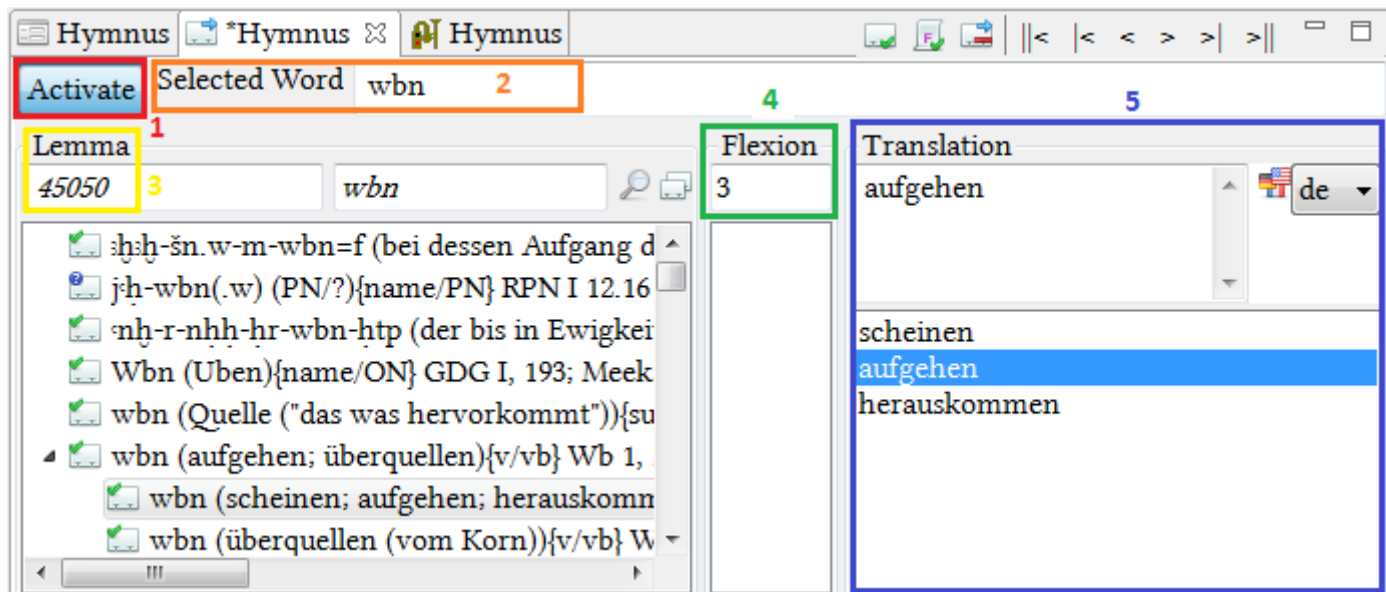 Hymnus *Hymnus Hymnus ||< |< < > >| >||
Activate Selected Word wbn 2
1 4 5
Lemma Flexion Translation
45050 3 wbn 3 aufgehen de
ꜣḫꜣḫ-šn.w-m-wbn=f (bei dessen Aufgang d
jꜥḥ-wbn(.w) (PN/?){name/PN} RPN I 12.16
ꜥnḫ-r-nḥḥ-ḥr-wbn-ḥtp (der bis in Ewigkei
Wbn (Uben){name/ON} GDG I, 193; Meek
wbn (Quelle ("das was hervorkommt")){su
wbn (aufgehen; überquellen){v/vb} Wb 1,
wbn (scheinen; aufgehen; herauskomm
wbn (überquellen (vom Korn)){v/vb} W
scheinen
aufgehen
herauskommen